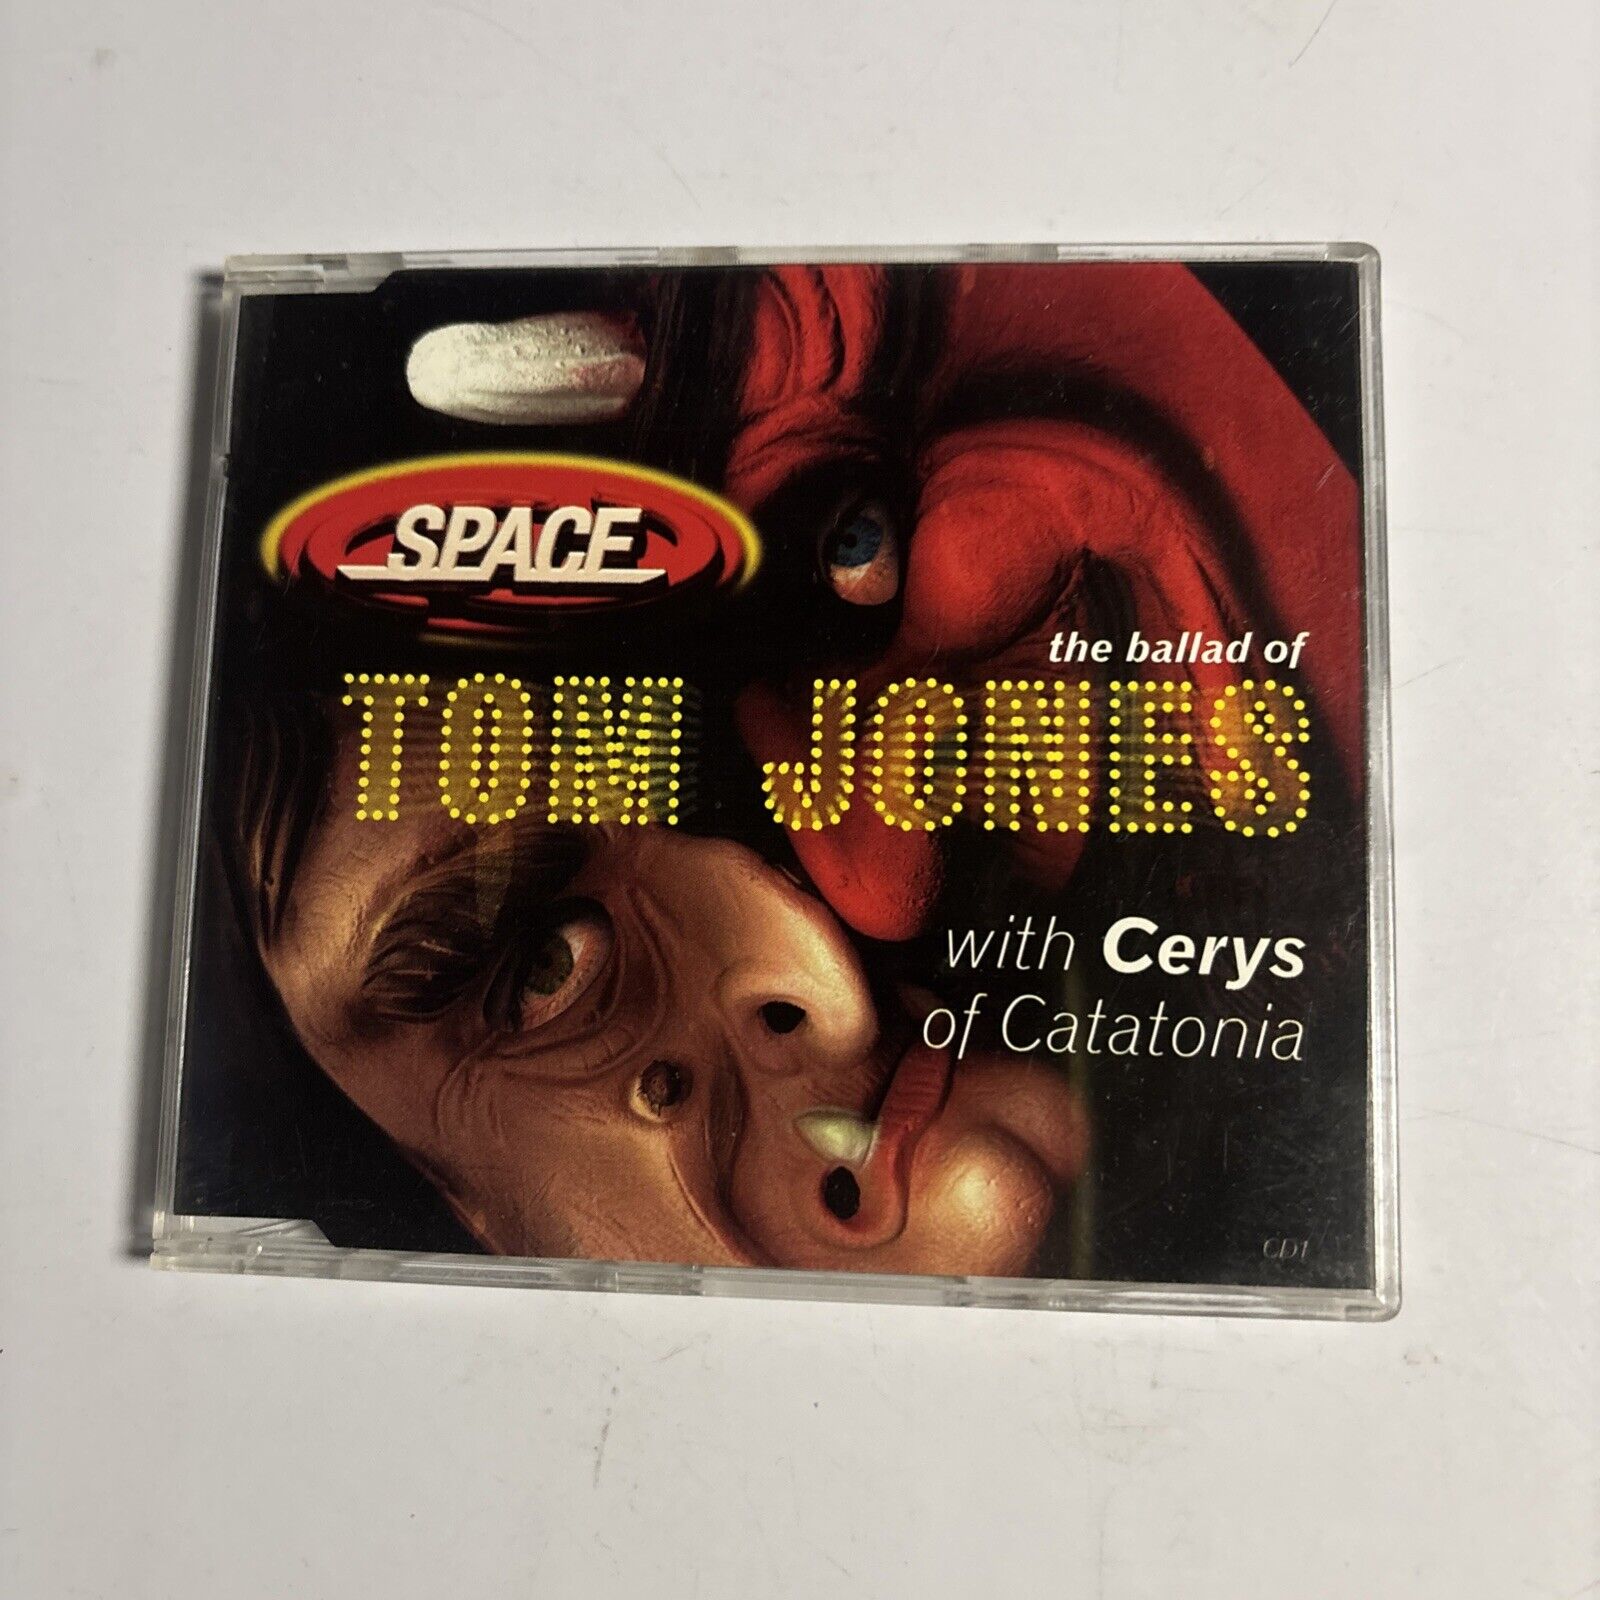 SPACE
the ballad of
TOM JONES
with Cerys
of Catatonia
CD1